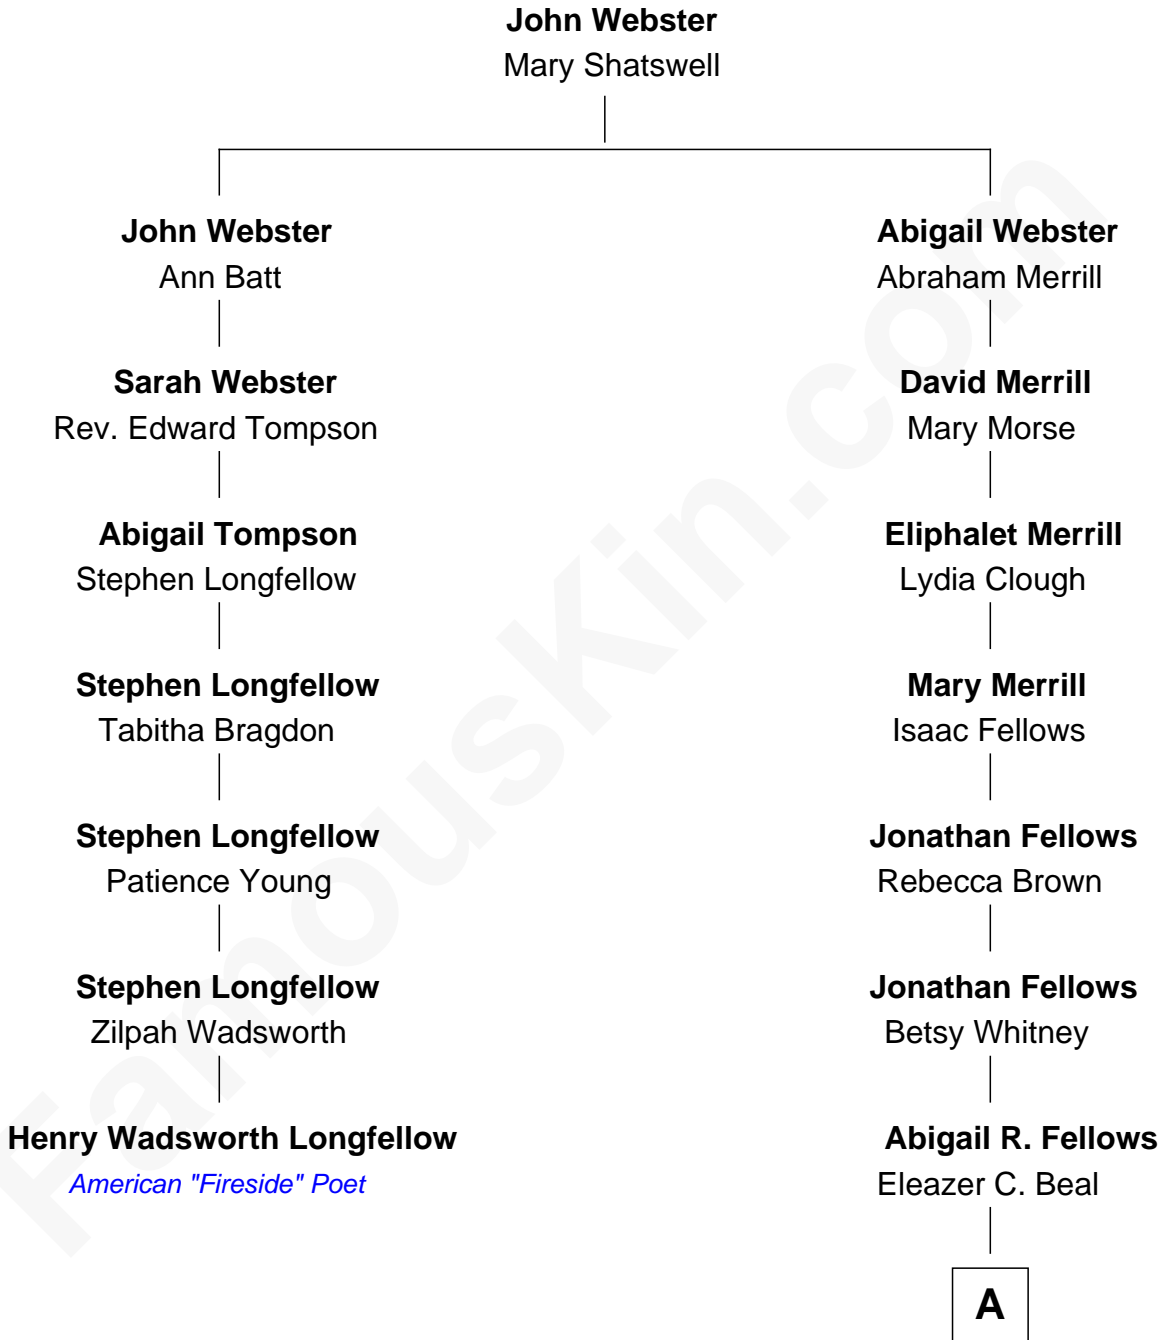 John Webster
Mary Shatswell
John Webster
Ann Batt
Abigail Webster
Abraham Merrill
Sarah Webster
Rev. Edward Tompson
David Merrill
Mary Morse
Abigail Tompson
Stephen Longfellow
Eliphalet Merrill
Lydia Clough
Stephen Longfellow
Tabitha Bragdon
Mary Merrill
Isaac Fellows
Stephen Longfellow
Patience Young
Jonathan Fellows
Rebecca Brown
Stephen Longfellow
Zilpah Wadsworth
Jonathan Fellows
Betsy Whitney
Henry Wadsworth Longfellow
American "Fireside" Poet
Abigail R. Fellows
Eleazer C. Beal
A
FamousKin.com